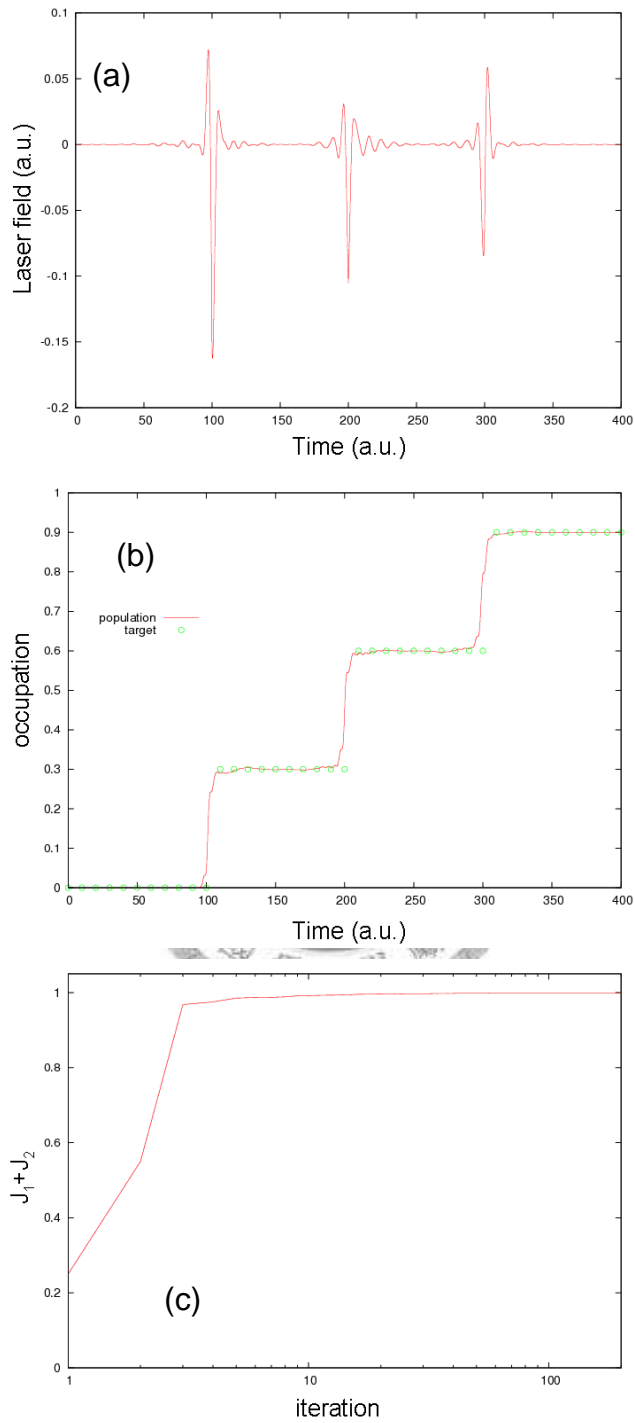 0.1
(a)
0.05
0
-0.05
-0.1
-0.15
-0.2
Laser field (a.u.)
0 50 100 150 200 250 300 350 400
Time (a.u.)
1
0.9
0.8
0.7
0.6
0.5
0.4
0.3
0.2
0.1
0
(b)
population
target
occupation
0 50 100 150 200 250 300 350 400
Time (a.u.)
1
0.8
0.6
0.4
0.2
0
J₁+J₂
(c)
1 10 100
iteration